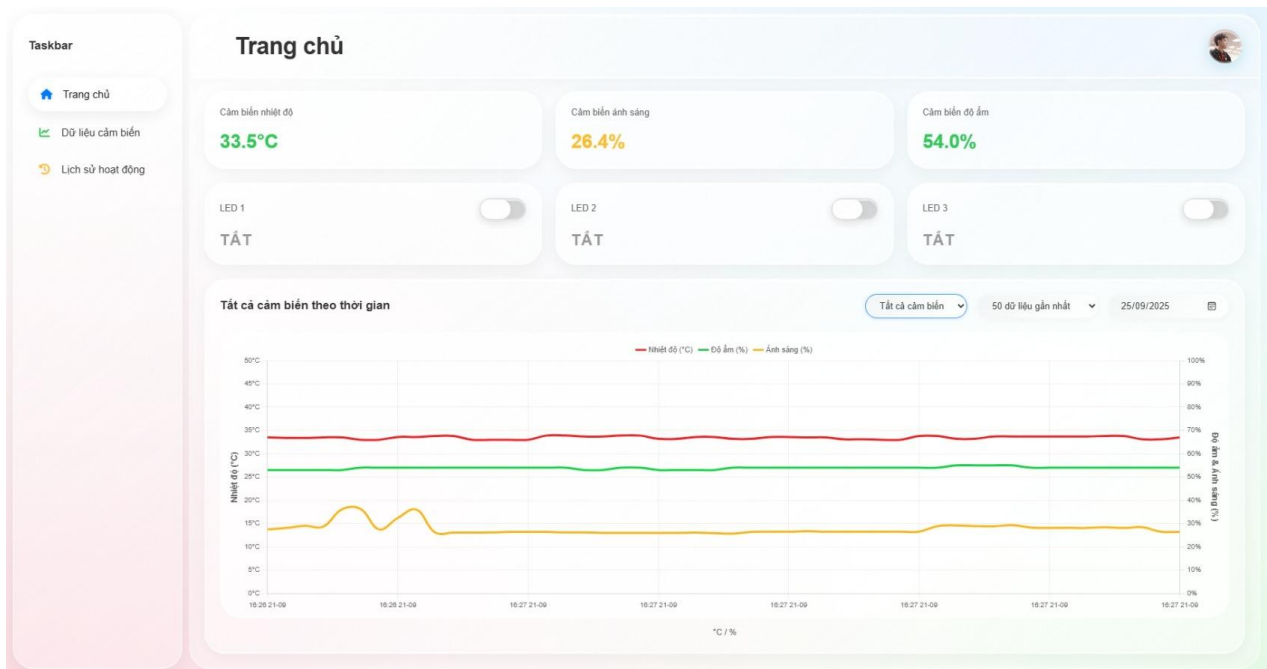 Taskbar
Trang chủ
Dữ liệu cảm biến
Lịch sử hoạt động
Trang chủ
Cảm biến nhiệt độ
33.5°C
Cảm biến ánh sáng
26.4%
Cảm biến độ ẩm
54.0%
LED 1
TẮT
LED 2
TẮT
LED 3
TẮT
Tất cả cảm biến theo thời gian
Tất cả cảm biến
50 dữ liệu gần nhất
25/09/2025
Nhiệt độ (°C) Độ ẩm (%) Ánh sáng (%)
Nhiệt độ (°C)
50°C
45°C
40°C
35°C
30°C
25°C
20°C
15°C
10°C
5°C
0°C
100%
90%
80%
70%
60%
50%
40%
30%
20%
10%
0%
Độ ẩm & Ánh sáng (%)
16:26 21-09 16:26 21-09 16:27 21-09 16:27 21-09 16:27 21-09 16:27 21-09 16:27 21-09 16:27 21-09
°C / %